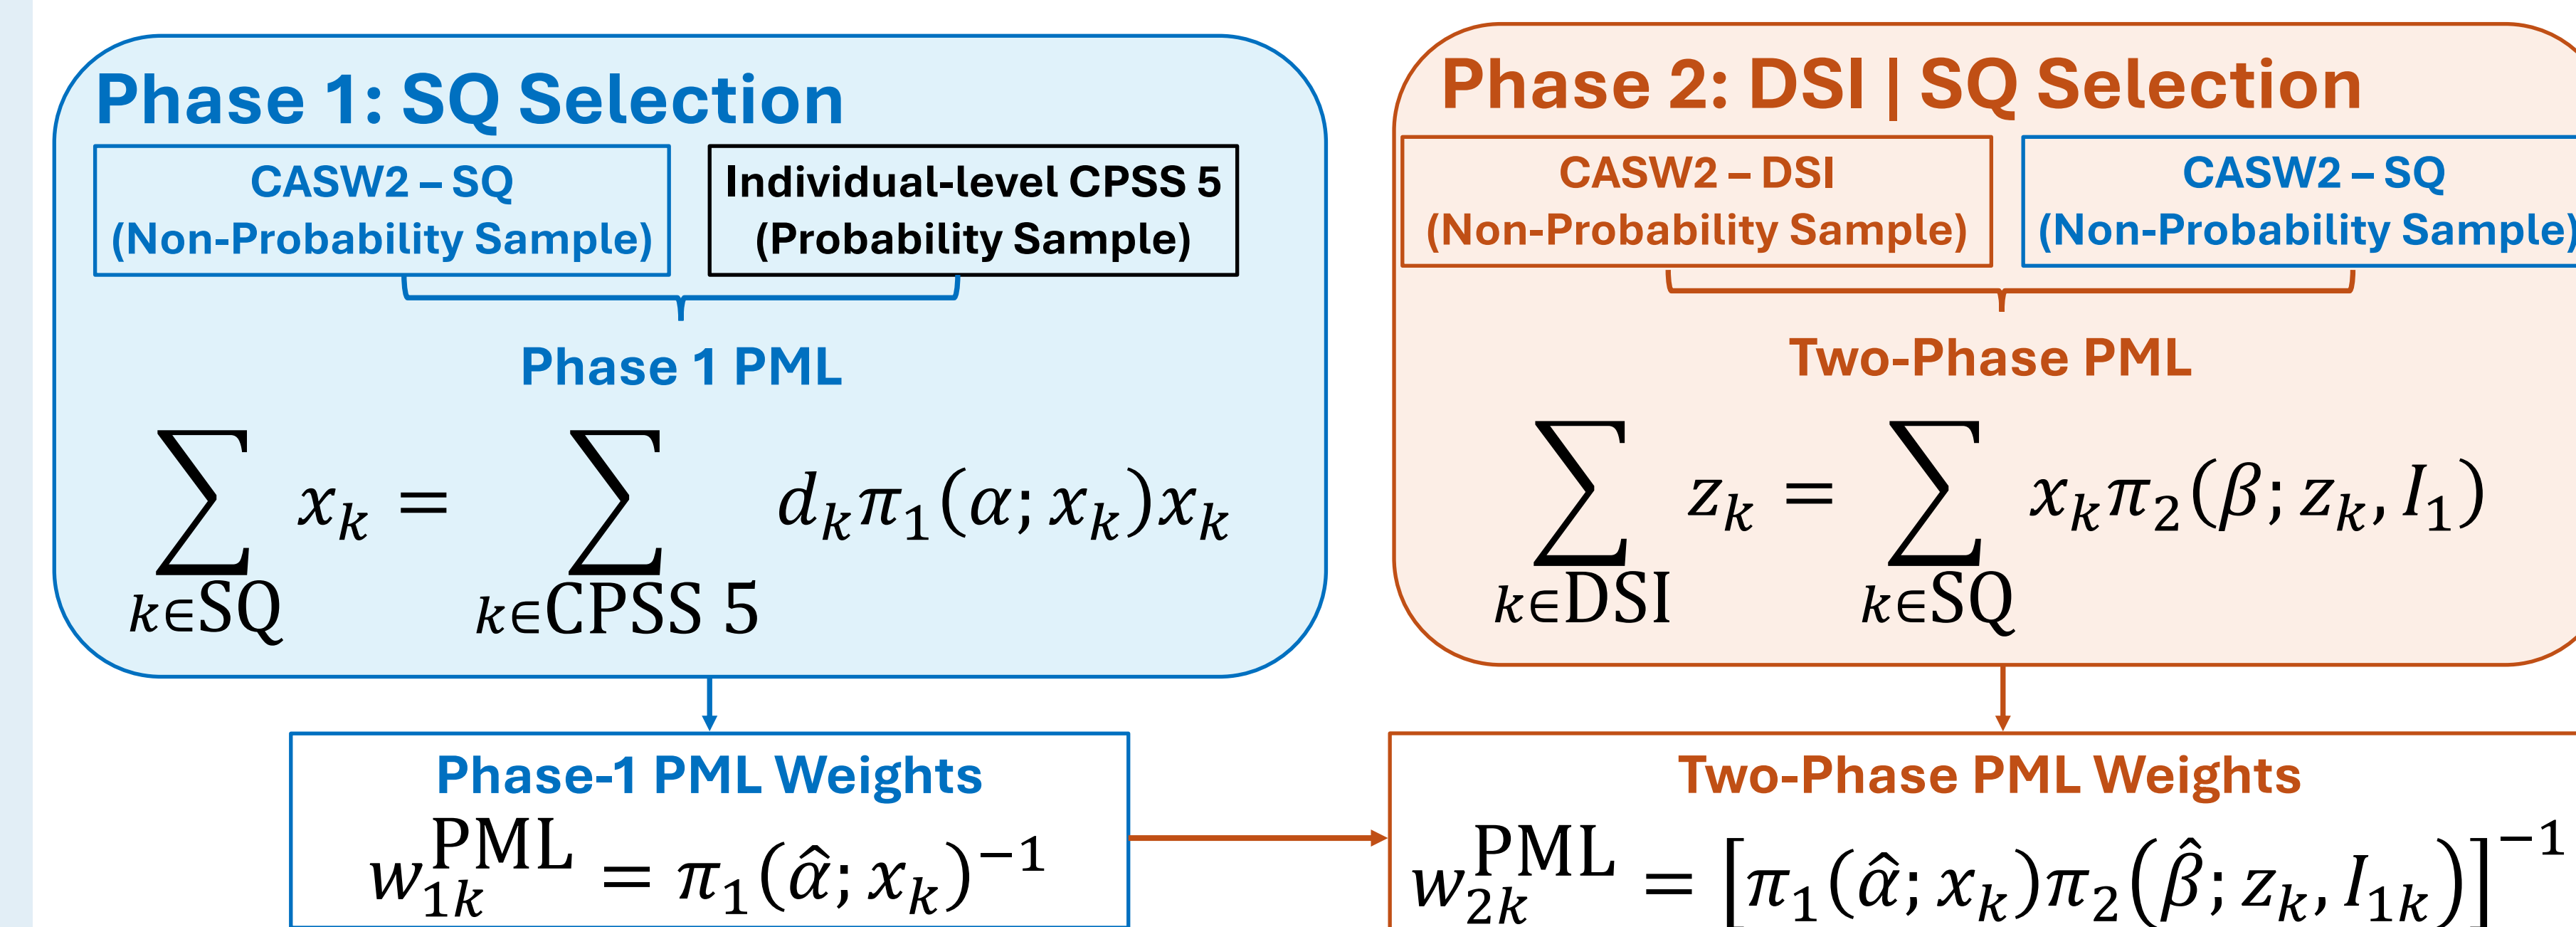 Phase 1: SQ Selection
CASW2 – SQ
(Non-Probability Sample)
Individual-level CPSS 5
(Probability Sample)
Phase 1 PML
∑_{k∈SQ} x_k = ∑_{k∈CPSS 5} d_k π_1(α; x_k) x_k
Phase-1 PML Weights
w_{1k}^{PML} = π_1(α̂; x_k)^{−1}
Phase 2: DSI | SQ Selection
CASW2 – DSI
(Non-Probability Sample)
CASW2 – SQ
(Non-Probability Sample)
Two-Phase PML
∑_{k∈DSI} z_k = ∑_{k∈SQ} x_k π_2(β; z_k, I_1)
Two-Phase PML Weights
w_{2k}^{PML} = [π_1(α̂; x_k) π_2(β̂; z_k, I_{1k})]^{−1}